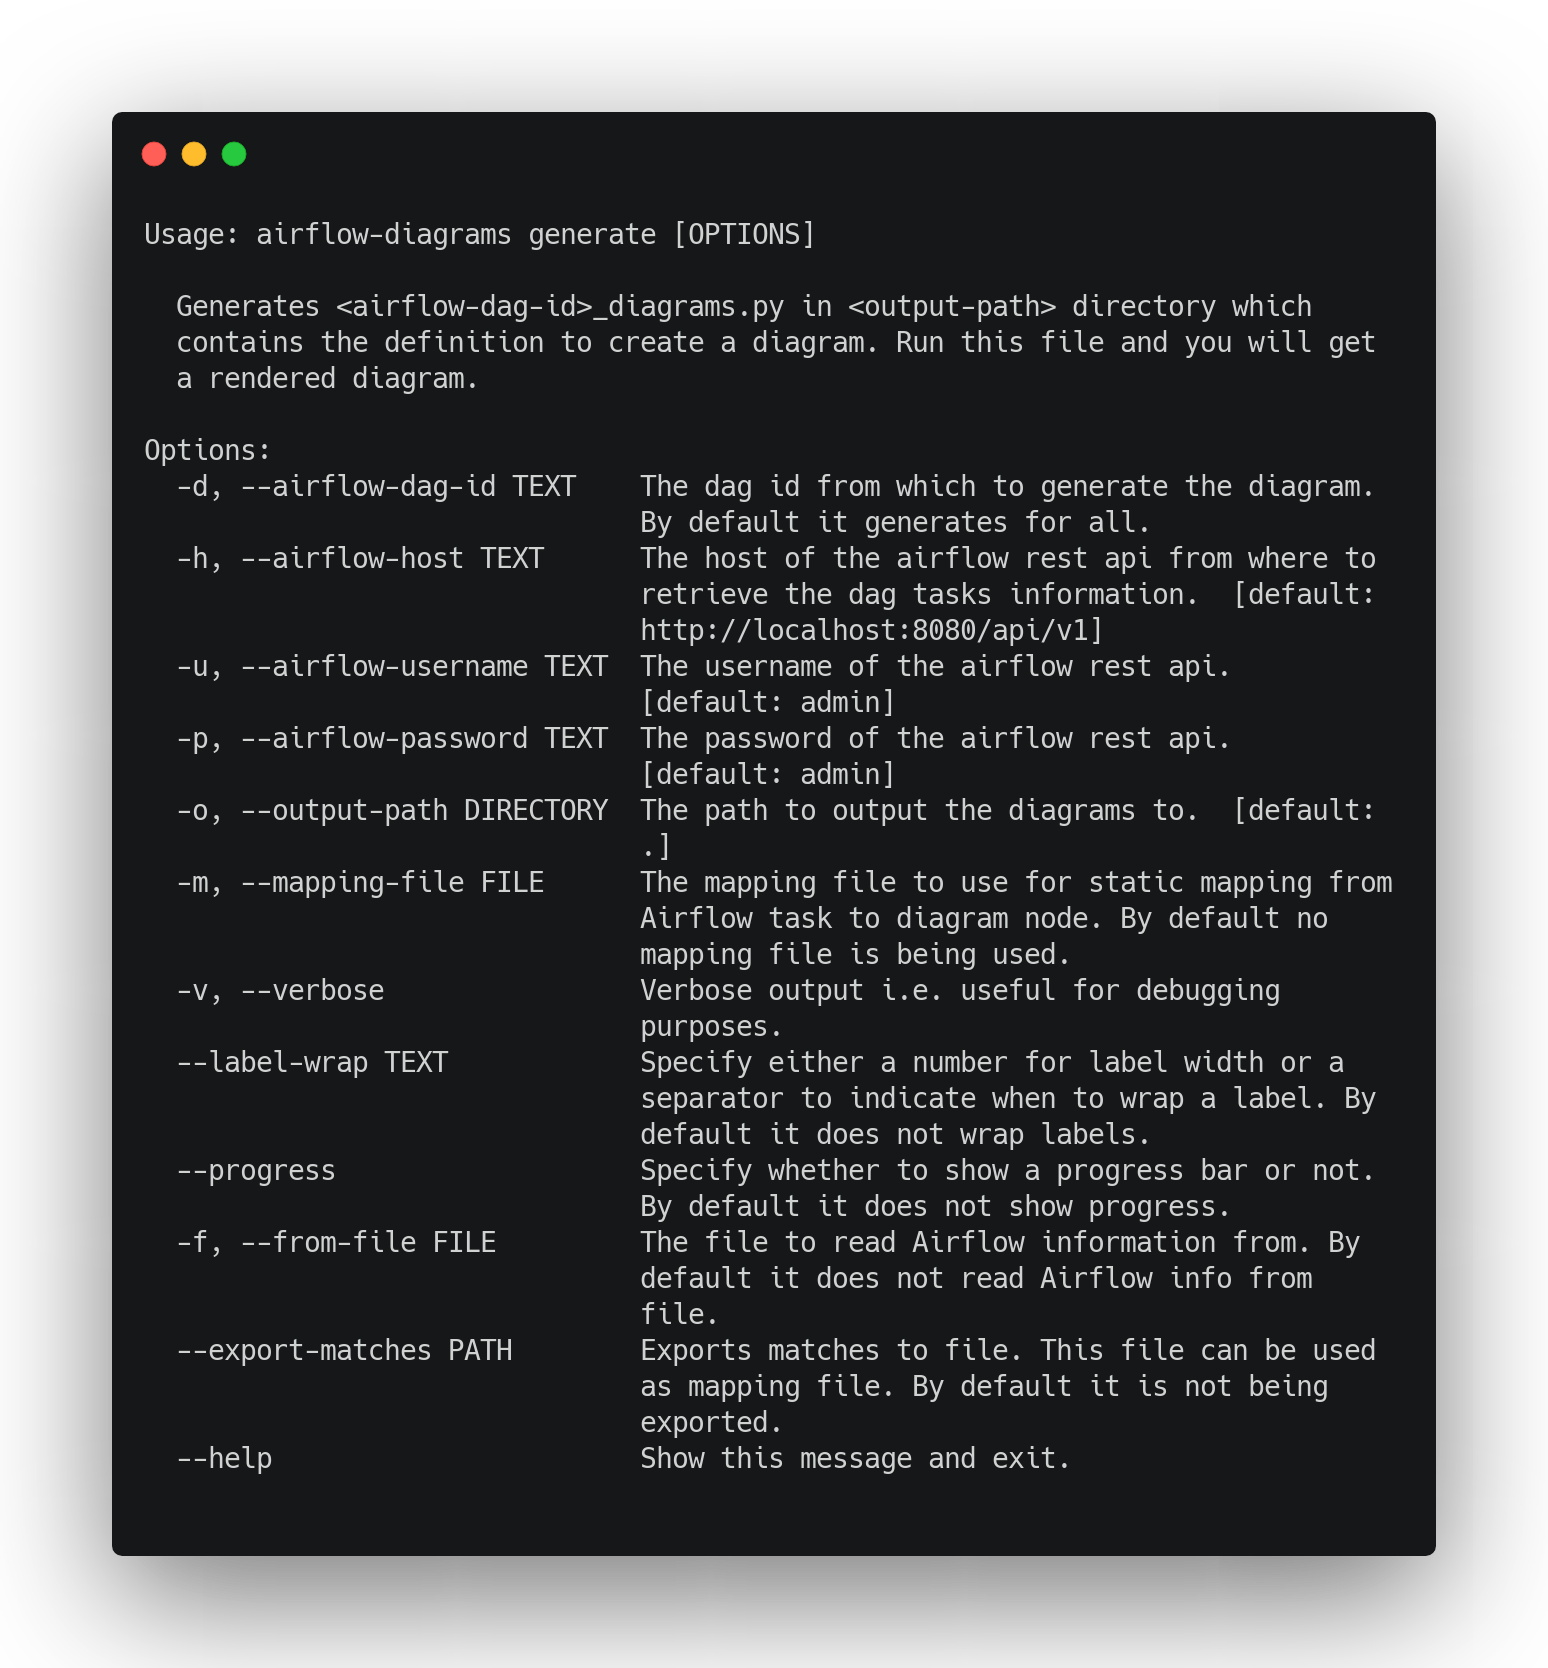 Usage: airflow-diagrams generate [OPTIONS]
Generates <airflow-dag-id>_diagrams.py in <output-path> directory which
contains the definition to create a diagram. Run this file and you will get
a rendered diagram.
Options:
-d, --airflow-dag-id TEXT    The dag id from which to generate the diagram.
By default it generates for all.
-h, --airflow-host TEXT      The host of the airflow rest api from where to
retrieve the dag tasks information.  [default:
http://localhost:8080/api/v1]
-u, --airflow-username TEXT  The username of the airflow rest api.
[default: admin]
-p, --airflow-password TEXT  The password of the airflow rest api.
[default: admin]
-o, --output-path DIRECTORY  The path to output the diagrams to.  [default:
.]
-m, --mapping-file FILE      The mapping file to use for static mapping from
Airflow task to diagram node. By default no
mapping file is being used.
-v, --verbose                Verbose output i.e. useful for debugging
purposes.
--label-wrap TEXT            Specify either a number for label width or a
separator to indicate when to wrap a label. By
default it does not wrap labels.
--progress                   Specify whether to show a progress bar or not.
By default it does not show progress.
-f, --from-file FILE         The file to read Airflow information from. By
default it does not read Airflow info from
file.
--export-matches PATH        Exports matches to file. This file can be used
as mapping file. By default it is not being
exported.
--help                       Show this message and exit.